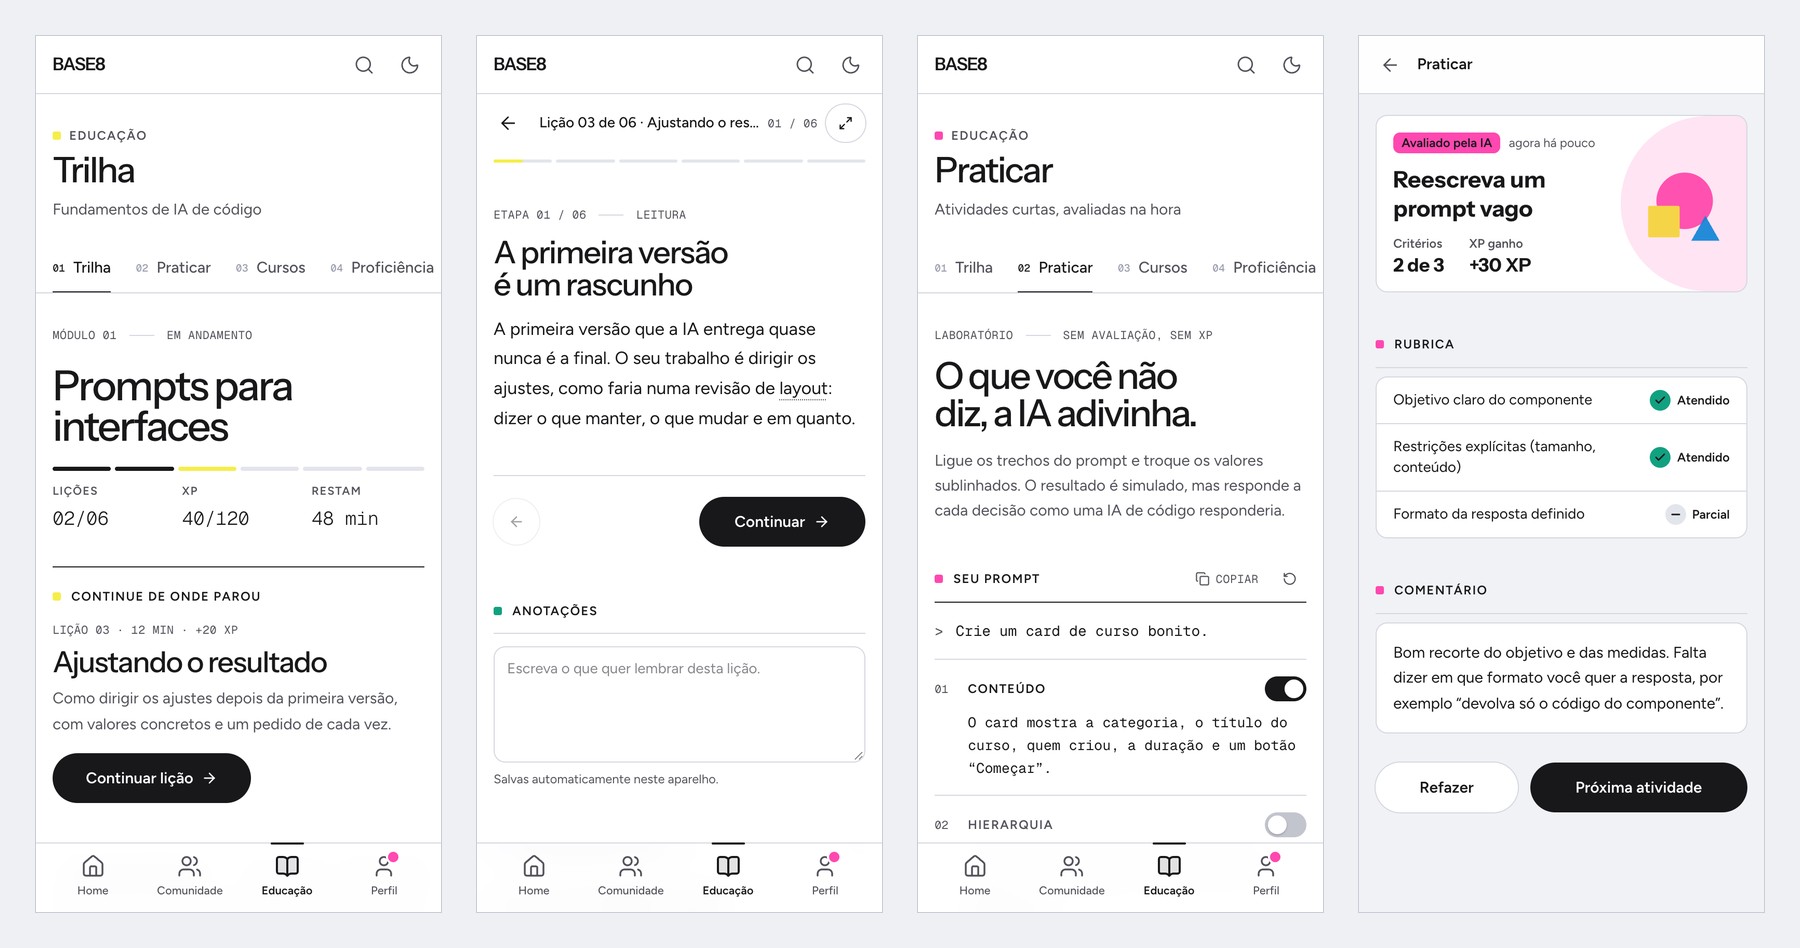 BASE8
EDUCAÇÃO
Trilha
Fundamentos de IA de código
01 Trilha 02 Praticar 03 Cursos 04 Proficiência
MÓDULO 01 EM ANDAMENTO
Prompts para
interfaces
LIÇÕES XP RESTAM
02/06 40/120 48 min
CONTINUE DE ONDE PAROU
LIÇÃO 03 · 12 MIN · +20 XP
Ajustando o resultado
Como dirigir os ajustes depois da primeira versão,
com valores concretos e um pedido de cada vez.
Continuar lição →
Home Comunidade Educação Perfil
BASE8
← Lição 03 de 06 · Ajustando o res... 01 / 06
ETAPA 01 / 06 LEITURA
A primeira versão
é um rascunho
A primeira versão que a IA entrega quase
nunca é a final. O seu trabalho é dirigir os
ajustes, como faria numa revisão de layout:
dizer o que manter, o que mudar e em quanto.
← Continuar →
ANOTAÇÕES
Escreva o que quer lembrar desta lição.
Salvas automaticamente neste aparelho.
Home Comunidade Educação Perfil
BASE8
EDUCAÇÃO
Praticar
Atividades curtas, avaliadas na hora
01 Trilha 02 Praticar 03 Cursos 04 Proficiência
LABORATÓRIO SEM AVALIAÇÃO, SEM XP
O que você não
diz, a IA adivinha.
Ligue os trechos do prompt e troque os valores
sublinhados. O resultado é simulado, mas responde a
cada decisão como uma IA de código responderia.
SEU PROMPT COPIAR
> Crie um card de curso bonito.
01 CONTEÚDO
O card mostra a categoria, o título do
curso, quem criou, a duração e um botão
“Começar”.
02 HIERARQUIA
Home Comunidade Educação Perfil
← Praticar
Avaliado pela IA agora há pouco
Reescreva um
prompt vago
Critérios XP ganho
2 de 3 +30 XP
RUBRICA
Objetivo claro do componente Atendido
Restrições explícitas (tamanho,
conteúdo) Atendido
Formato da resposta definido Parcial
COMENTÁRIO
Bom recorte do objetivo e das medidas. Falta
dizer em que formato você quer a resposta, por
exemplo “devolva só o código do componente”.
Refazer Próxima atividade